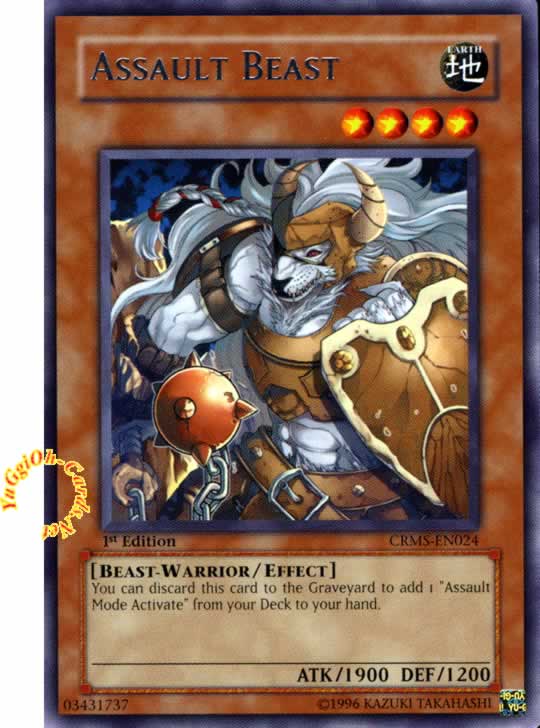 Assault Beast
EARTH
地
YuGgiOh-Cards.Net
1st Edition
CRMS-EN024
[Beast-Warrior/Effect]
You can discard this card to the Graveyard to add 1 "Assault
Mode Activate" from your Deck to your hand.
ATK/1900 DEF/1200
03431737
©1996 KAZUKI TAKAHASHI